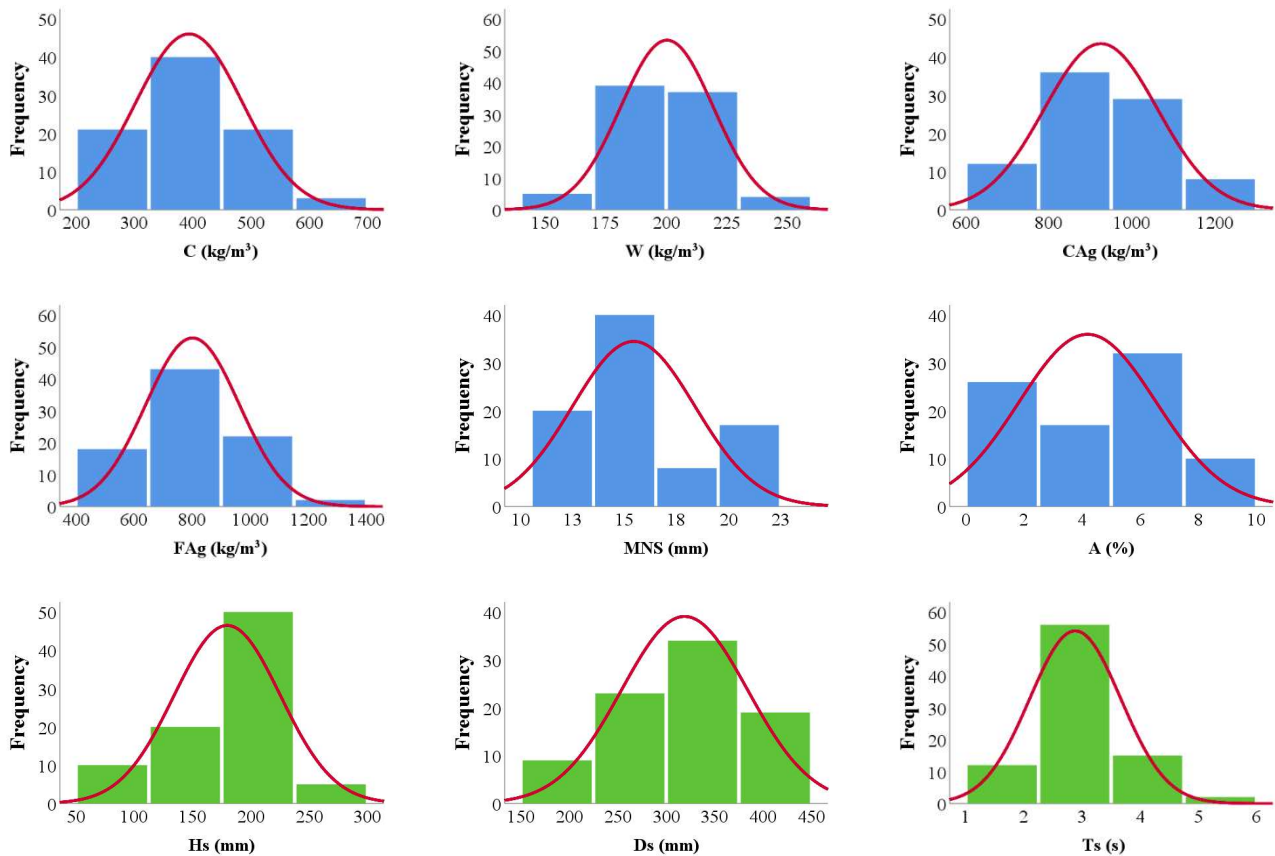 Frequency
50
40
30
20
10
0
200 300 400 500 600 700
C (kg/m³)
Frequency
60
50
40
30
20
10
0
150 175 200 225 250
W (kg/m³)
Frequency
50
40
30
20
10
0
600 800 1000 1200
CAg (kg/m³)
Frequency
60
50
40
30
20
10
0
400 600 800 1000 1200 1400
FAg (kg/m³)
Frequency
40
30
20
10
0
10 13 15 18 20 23
MNS (mm)
Frequency
40
30
20
10
0
0 2 4 6 8 10
A (%)
Frequency
50
40
30
20
10
0
50 100 150 200 250 300
Hs (mm)
Frequency
40
30
20
10
0
150 200 250 300 350 400 450
Ds (mm)
Frequency
60
50
40
30
20
10
0
1 2 3 4 5 6
Ts (s)